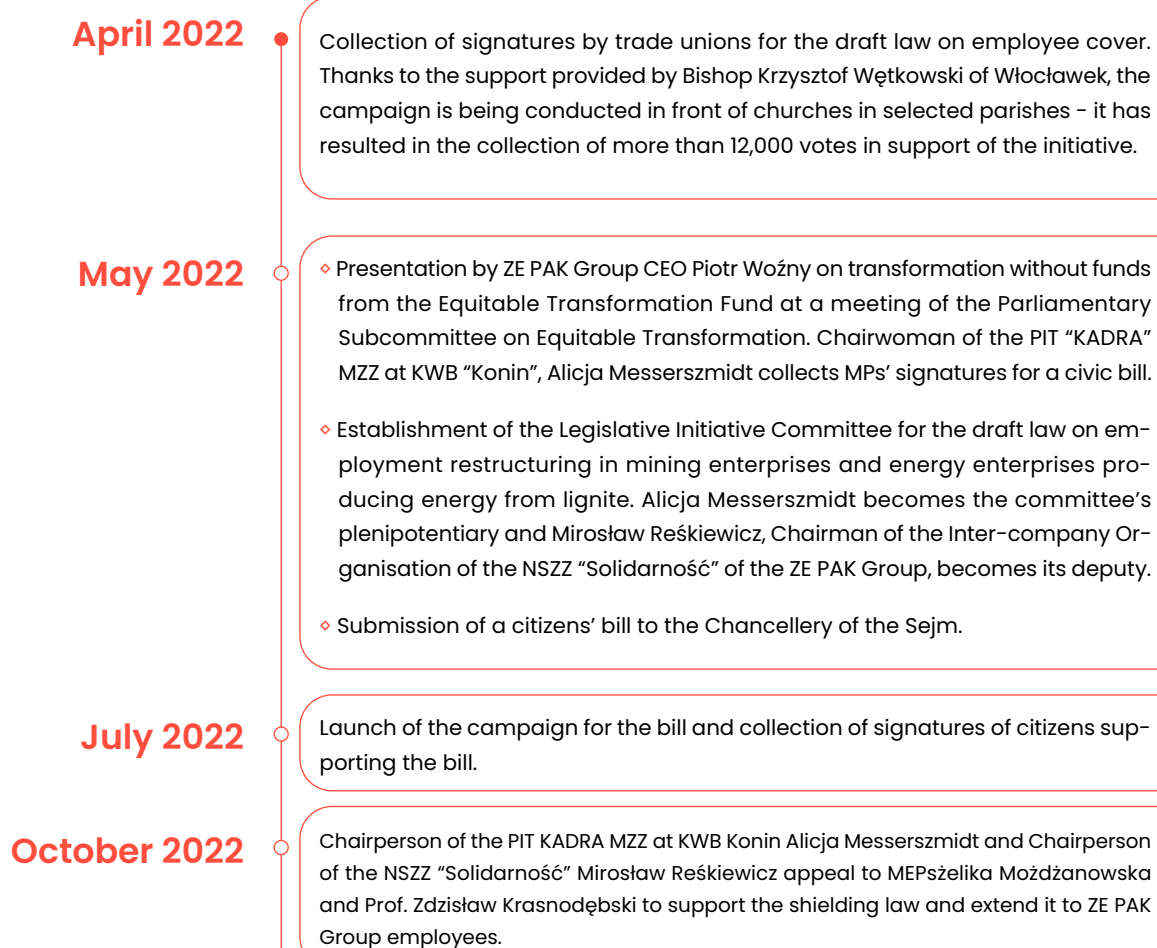 April 2022
Collection of signatures by trade unions for the draft law on employee cover.
Thanks to the support provided by Bishop Krzysztof Wętkowski of Włocławek, the
campaign is being conducted in front of churches in selected parishes - it has
resulted in the collection of more than 12,000 votes in support of the initiative.
May 2022
⋄ Presentation by ZE PAK Group CEO Piotr Woźny on transformation without funds
from the Equitable Transformation Fund at a meeting of the Parliamentary
Subcommittee on Equitable Transformation. Chairwoman of the PIT “KADRA”
MZZ at KWB “Konin”, Alicja Messerszmidt collects MPs’ signatures for a civic bill.
⋄ Establishment of the Legislative Initiative Committee for the draft law on em-
ployment restructuring in mining enterprises and energy enterprises pro-
ducing energy from lignite. Alicja Messerszmidt becomes the committee’s
plenipotentiary and Mirosław Reśkiewicz, Chairman of the Inter-company Or-
ganisation of the NSZZ “Solidarność” of the ZE PAK Group, becomes its deputy.
⋄ Submission of a citizens’ bill to the Chancellery of the Sejm.
July 2022
Launch of the campaign for the bill and collection of signatures of citizens sup-
porting the bill.
October 2022
Chairperson of the PIT KADRA MZZ at KWB Konin Alicja Messerszmidt and Chairperson
of the NSZZ “Solidarność” Mirosław Reśkiewicz appeal to MEPsżelika Możdżanowska
and Prof. Zdzisław Krasnodębski to support the shielding law and extend it to ZE PAK
Group employees.